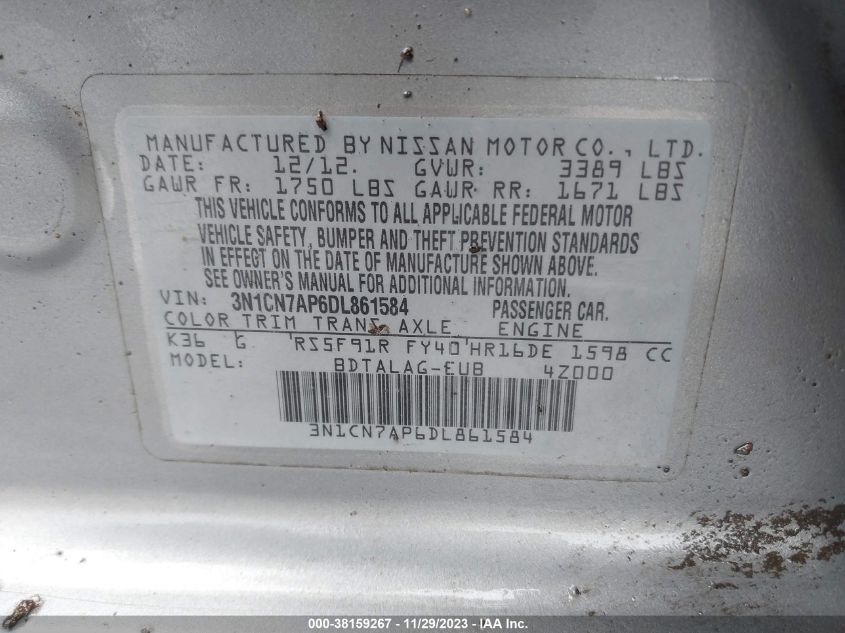 MANUFACTURED BY NISSAN MOTOR CO., LTD.
DATE: 12/12. GVWR: 3389 LBS
GAWR FR: 1750 LBS GAWR RR: 1671 LBS
THIS VEHICLE CONFORMS TO ALL APPLICABLE FEDERAL MOTOR
VEHICLE SAFETY, BUMPER AND THEFT PREVENTION STANDARDS
IN EFFECT ON THE DATE OF MANUFACTURE SHOWN ABOVE.
SEE OWNER'S MANUAL FOR ADDITIONAL INFORMATION.
VIN: 3N1CN7AP6DL861584 PASSENGER CAR.
COLOR TRIM TRANS AXLE ENGINE
K36 G RS5F91R FY40 HR16DE 1598 CC
MODEL: BDTALAG-EUB 4Z000
3N1CN7AP6DL861584
000-38159267 - 11/29/2023 - IAA Inc.